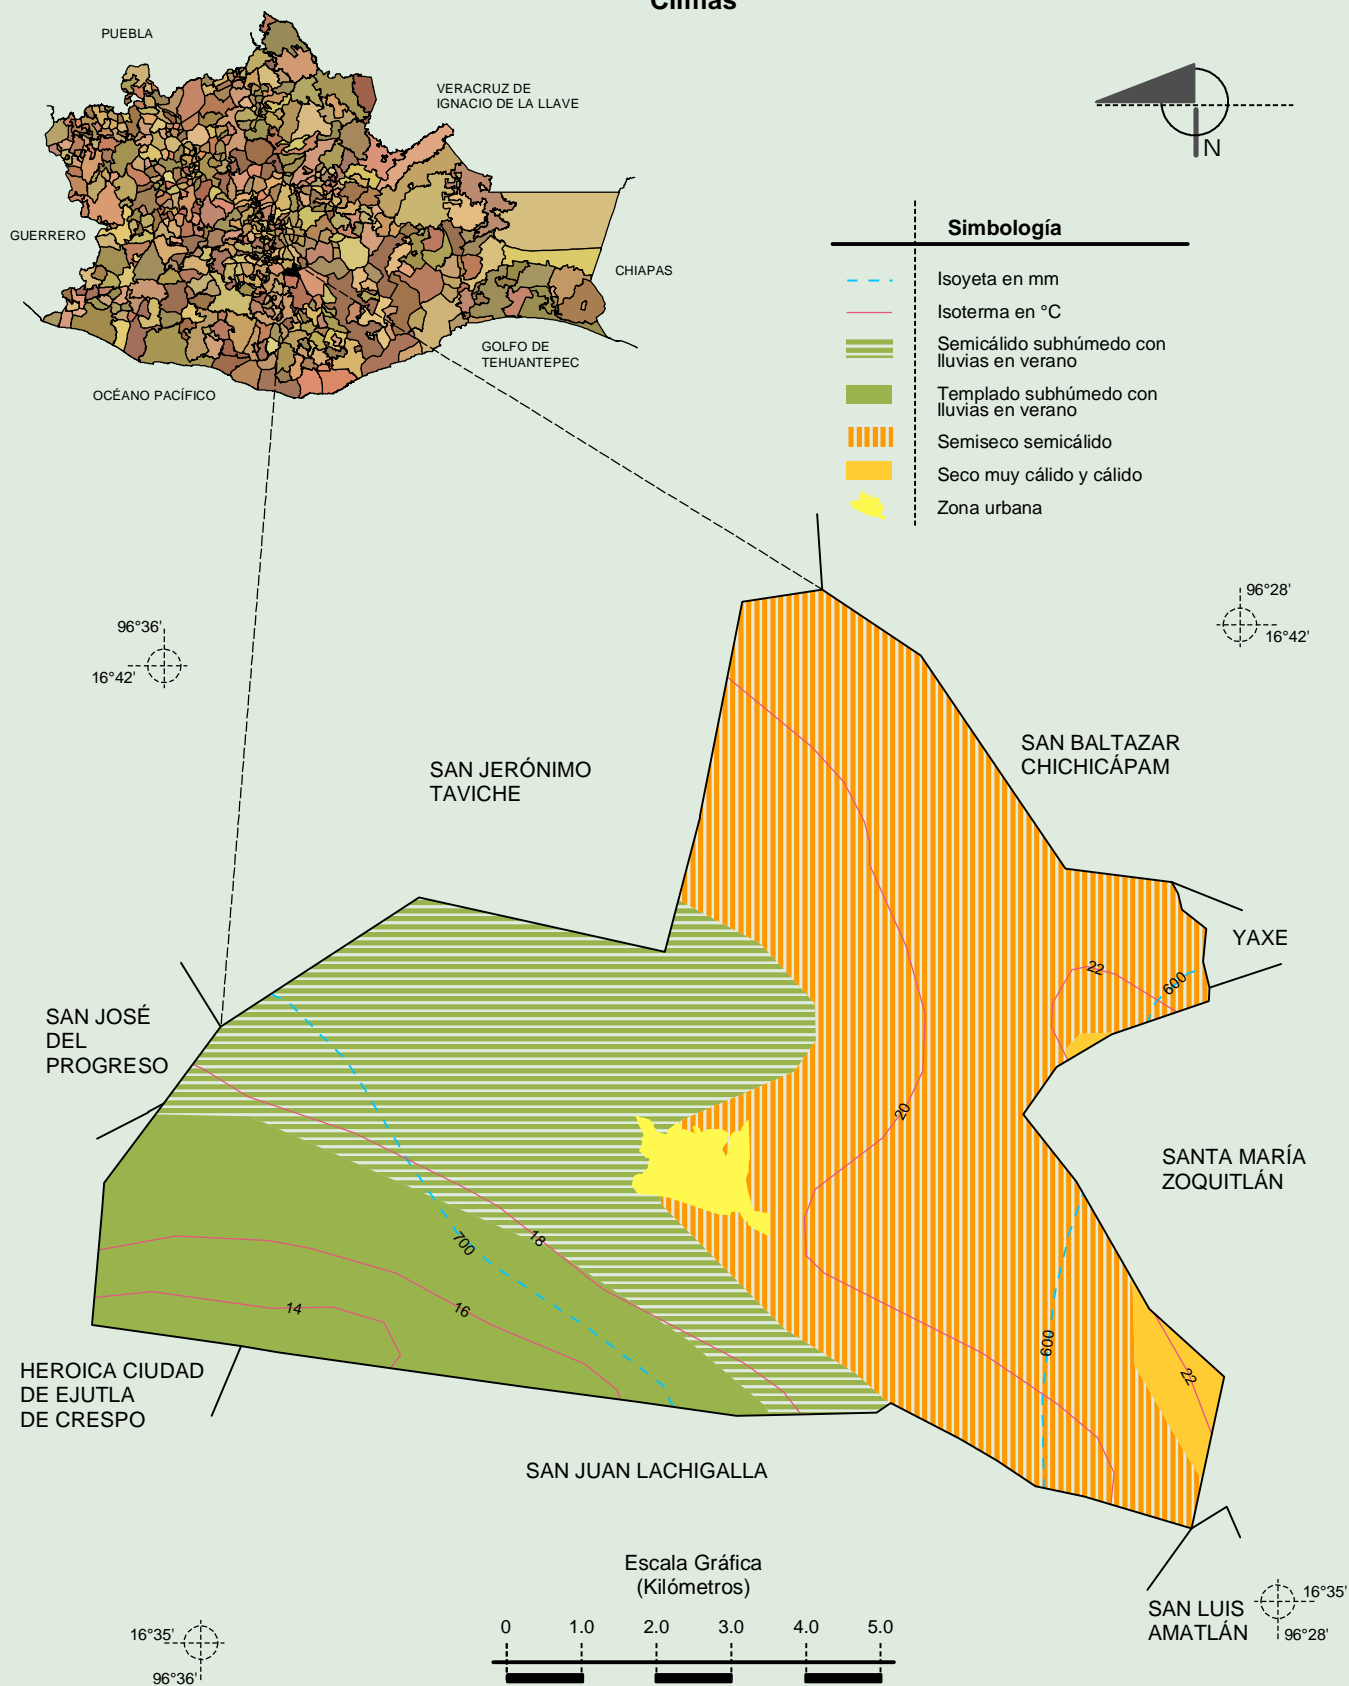 Climas
PUEBLA
VERACRUZ DE
IGNACIO DE LA LLAVE
GUERRERO
CHIAPAS
GOLFO DE
TEHUANTEPEC
OCÉANO PACÍFICO
N
Simbología
Isoyeta en mm
Isoterma en °C
Semicálido subhúmedo con
lluvias en verano
Templado subhúmedo con
lluvias en verano
Semiseco semicálido
Seco muy cálido y cálido
Zona urbana
96°36'
16°42'
96°28'
16°42'
SAN JERÓNIMO
TAVICHE
SAN BALTAZAR
CHICHICÁPAM
YAXE
22
600
SAN JOSÉ
DEL
PROGRESO
20
SANTA MARÍA
ZOQUITLÁN
700
18
14
16
600
22
HEROICA CIUDAD
DE EJUTLA
DE CRESPO
SAN JUAN LACHIGALLA
SAN LUIS
AMATLÁN
16°35'
96°28'
Escala Gráfica
(Kilómetros)
0 1.0 2.0 3.0 4.0 5.0
16°35'
96°36'